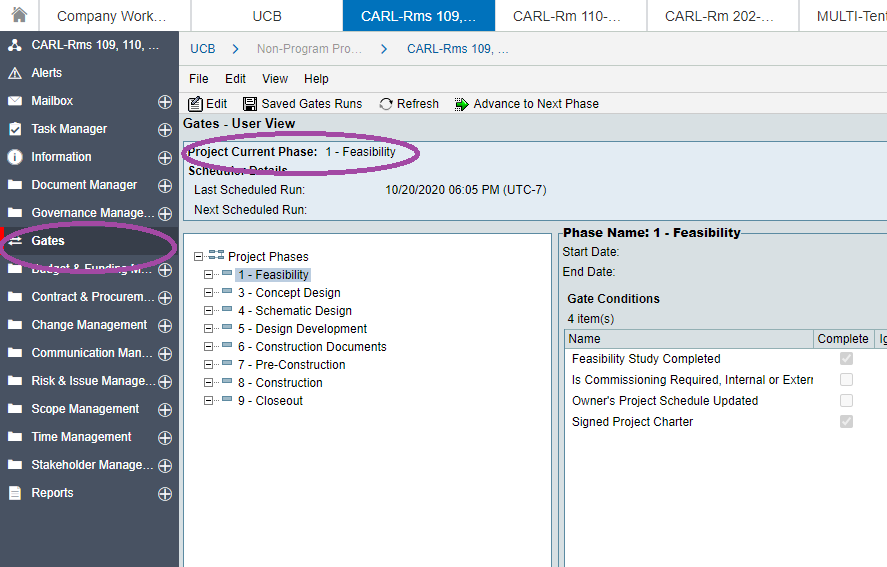 Company Work... UCB CARL-Rms 109,... CARL-Rm 110-... CARL-Rm 202-... MULTI-Tent
CARL-Rms 109, 110, ...
Alerts
Mailbox
Task Manager
Information
Document Manager
Governance Manage...
Gates
Budget & Funding M...
Contract & Procurem...
Change Management
Communication Man...
Risk & Issue Manage...
Scope Management
Time Management
Stakeholder Manage...
Reports
UCB > Non-Program Pro... > CARL-Rms 109, ...
File Edit View Help
Edit Saved Gates Runs Refresh Advance to Next Phase
Gates - User View
Project Current Phase: 1 - Feasibility
Scheduler Details
Last Scheduled Run: 10/20/2020 06:05 PM (UTC-7)
Next Scheduled Run:
Project Phases
1 - Feasibility
3 - Concept Design
4 - Schematic Design
5 - Design Development
6 - Construction Documents
7 - Pre-Construction
8 - Construction
9 - Closeout
Phase Name: 1 - Feasibility
Start Date:
End Date:
Gate Conditions
4 item(s)
Name Complete Ig
Feasibility Study Completed
Is Commissioning Required, Internal or Extern
Owner's Project Schedule Updated
Signed Project Charter